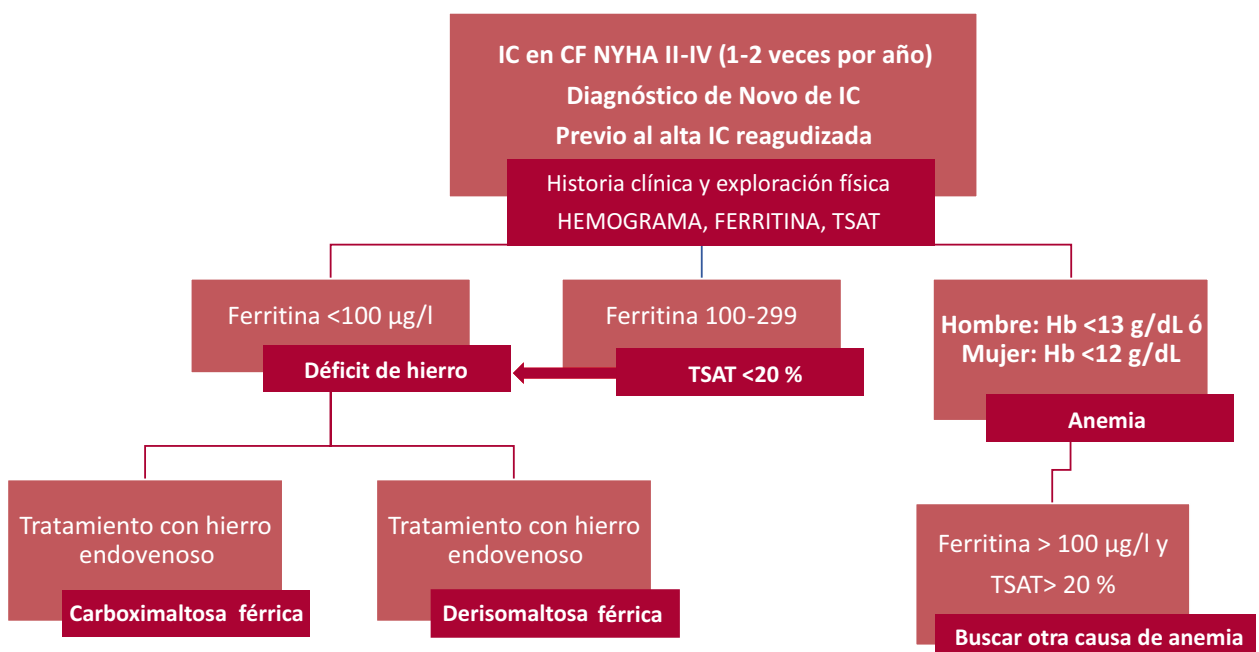 IC en CF NYHA II-IV (1-2 veces por año)
Diagnóstico de Novo de IC
Previo al alta IC reagudizada
Historia clínica y exploración física
HEMOGRAMA, FERRITINA, TSAT
Ferritina <100 µg/l
Déficit de hierro
Ferritina 100-299
TSAT <20 %
Hombre: Hb <13 g/dL ó
Mujer: Hb <12 g/dL
Anemia
Tratamiento con hierro
endovenoso
Carboximaltosa férrica
Tratamiento con hierro
endovenoso
Derisomaltosa férrica
Ferritina > 100 µg/l y
TSAT> 20 %
Buscar otra causa de anemia